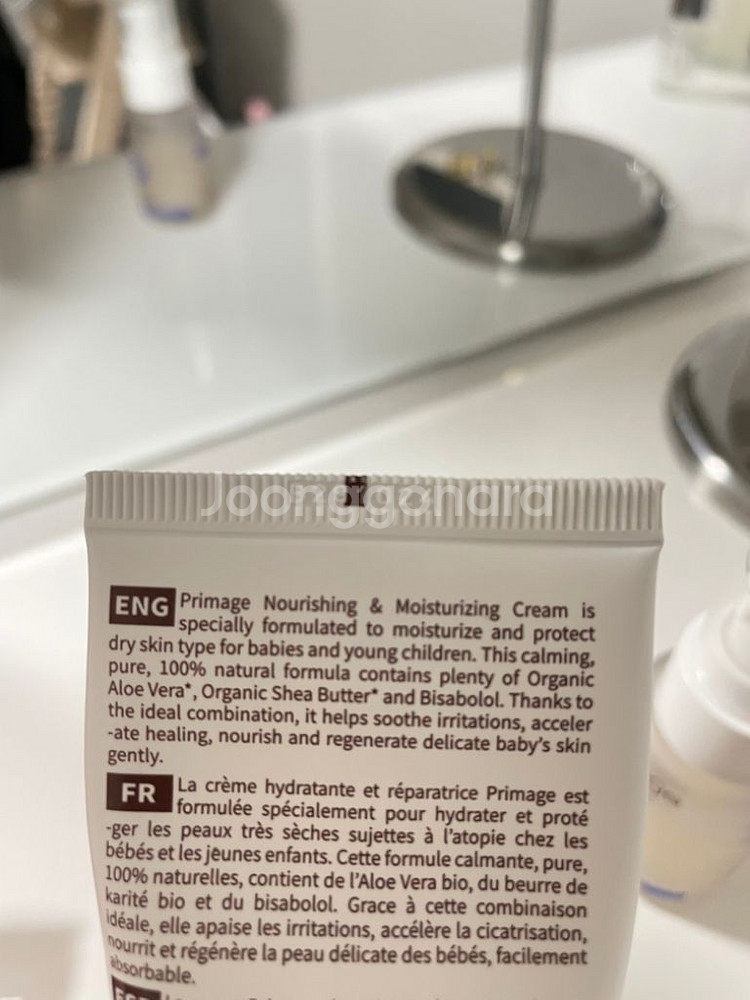 Joonggonara
ENG Primage Nourishing & Moisturizing Cream is
specially formulated to moisturize and protect
dry skin type for babies and young children. This calming,
pure, 100% natural formula contains plenty of Organic
Aloe Vera*, Organic Shea Butter* and Bisabolol. Thanks to
the ideal combination, it helps soothe irritations, acceler
-ate healing, nourish and regenerate delicate baby's skin
gently.
FR La crème hydratante et réparatrice Primage est
formulée spécialement pour hydrater et proté
-ger les peaux très sèches sujettes à l'atopie chez les
bébés et les jeunes enfants. Cette formule calmante, pure,
100% naturelles, contient de l'Aloe Vera bio, du beurre de
karité bio et du bisabolol. Grace à cette combinaison
idéale, elle apaise les irritations, accélère la cicatrisation,
nourrit et régénère la peau délicate des bébés, facilement
absorbable.